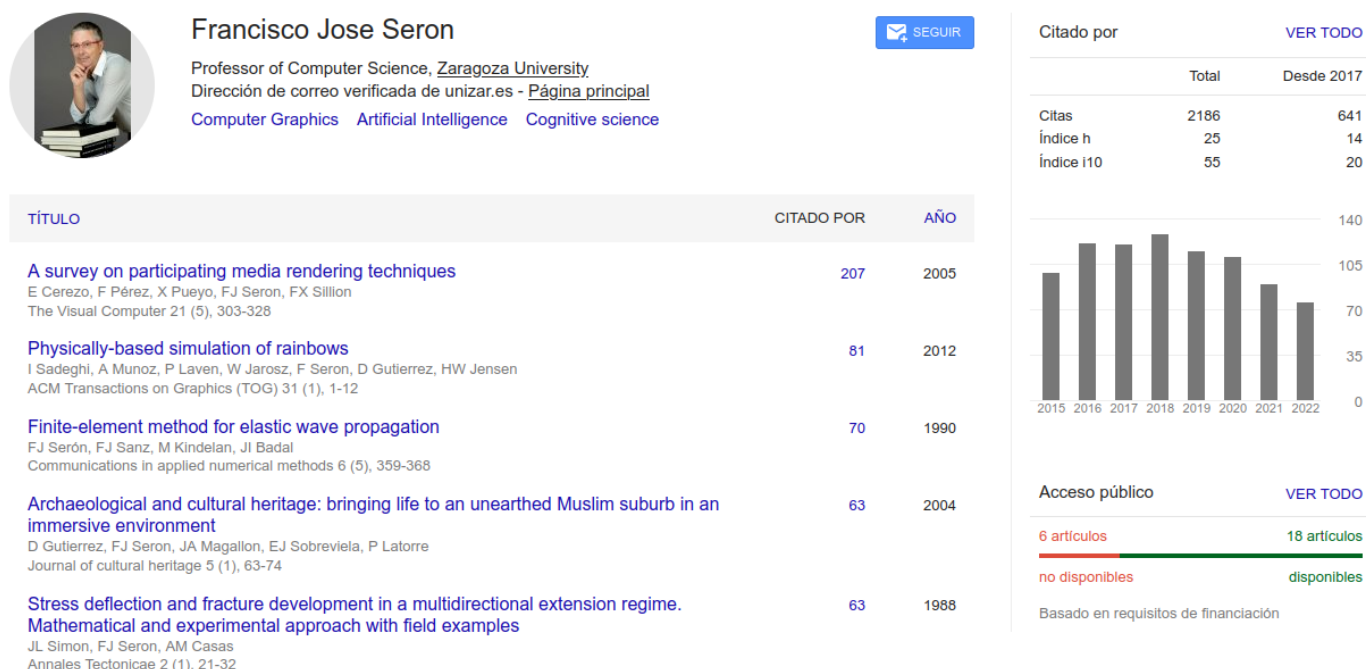 Francisco Jose Seron
SEGUIR
Professor of Computer Science, Zaragoza University
Dirección de correo verificada de unizar.es - Página principal
Computer Graphics Artificial Intelligence Cognitive science
TÍTULO CITADO POR AÑO
A survey on participating media rendering techniques 207 2005
E Cerezo, F Pérez, X Pueyo, FJ Seron, FX Sillion
The Visual Computer 21 (5), 303-328
Physically-based simulation of rainbows 81 2012
I Sadeghi, A Munoz, P Laven, W Jarosz, F Seron, D Gutierrez, HW Jensen
ACM Transactions on Graphics (TOG) 31 (1), 1-12
Finite-element method for elastic wave propagation 70 1990
FJ Serón, FJ Sanz, M Kindelan, JI Badal
Communications in applied numerical methods 6 (5), 359-368
Archaeological and cultural heritage: bringing life to an unearthed Muslim suburb in an 63 2004
immersive environment
D Gutierrez, FJ Seron, JA Magallon, EJ Sobreviela, P Latorre
Journal of cultural heritage 5 (1), 63-74
Stress deflection and fracture development in a multidirectional extension regime. 63 1988
Mathematical and experimental approach with field examples
JL Simon, FJ Seron, AM Casas
Annales Tectonicae 2 (1), 21-32
Citado por VER TODO
Total Desde 2017
Citas 2186 641
Índice h 25 14
Índice i10 55 20
140
105
70
35
0
2015 2016 2017 2018 2019 2020 2021 2022
Acceso público VER TODO
6 artículos 18 artículos
no disponibles disponibles
Basado en requisitos de financiación